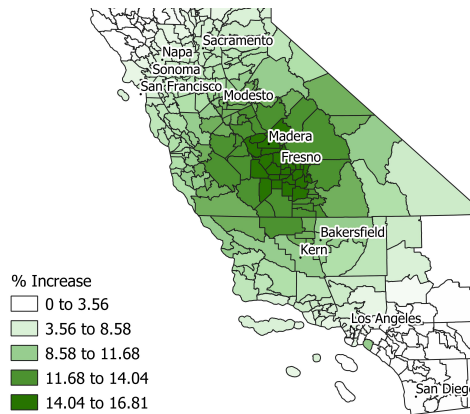 Sacramento
Napa
Sonoma
San Francisco
Modesto
Madera
Fresno
Bakersfield
Kern
% Increase
0 to 3.56
3.56 to 8.58
8.58 to 11.68
11.68 to 14.04
14.04 to 16.81
Los Angeles
San Diego